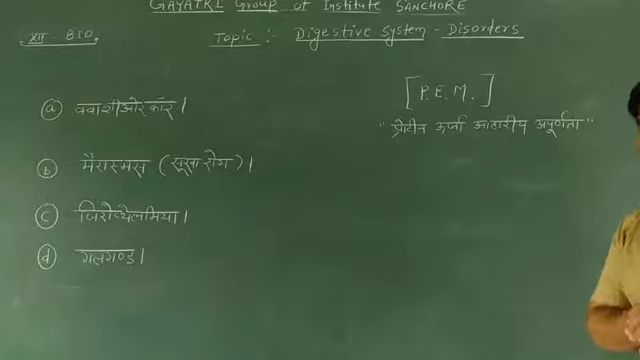 GAYATRI Group of Institute SANCHORE
XII - BIO
Topic :- Digestive system - Disorders
[P.E.M.]
"प्रोटीन ऊर्जा आहारीय अपूर्णता"
(a) क्वाशीओरकॉर।
(b) मैरास्मस (सूखा रोग)।
(c) जिरोप्थैलमिया।
(d) गलगण्ड।